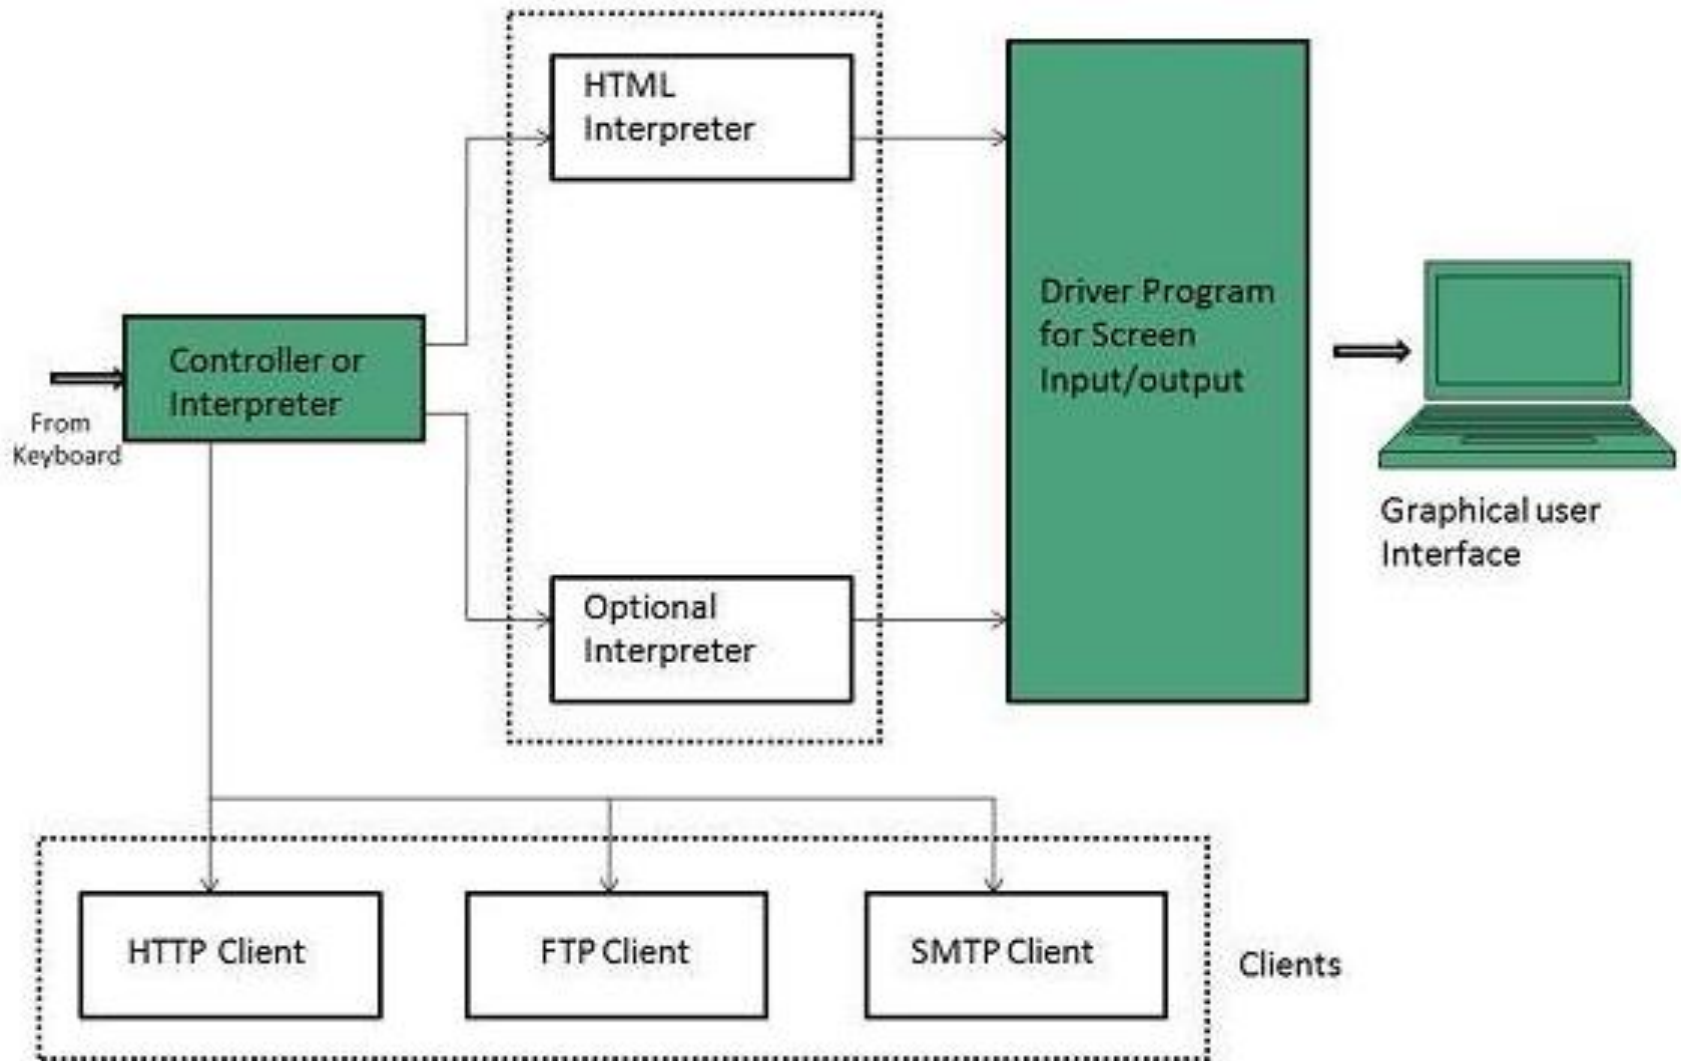 HTML
Interpreter
Controller or
Interpreter
From
Keyboard
Driver Program
for Screen
Input/output
Graphical user
Interface
Optional
Interpreter
HTTP Client
FTP Client
SMTP Client
Clients